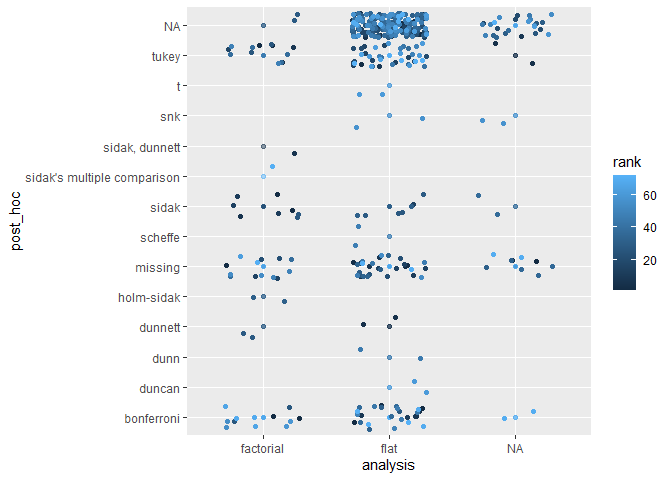 NA
tukey
t
snk
sidak, dunnett
sidak's multiple comparison
sidak
scheffe
missing
holm-sidak
dunnett
dunn
duncan
bonferroni
post_hoc
factorial
flat
NA
analysis
rank
60
40
20